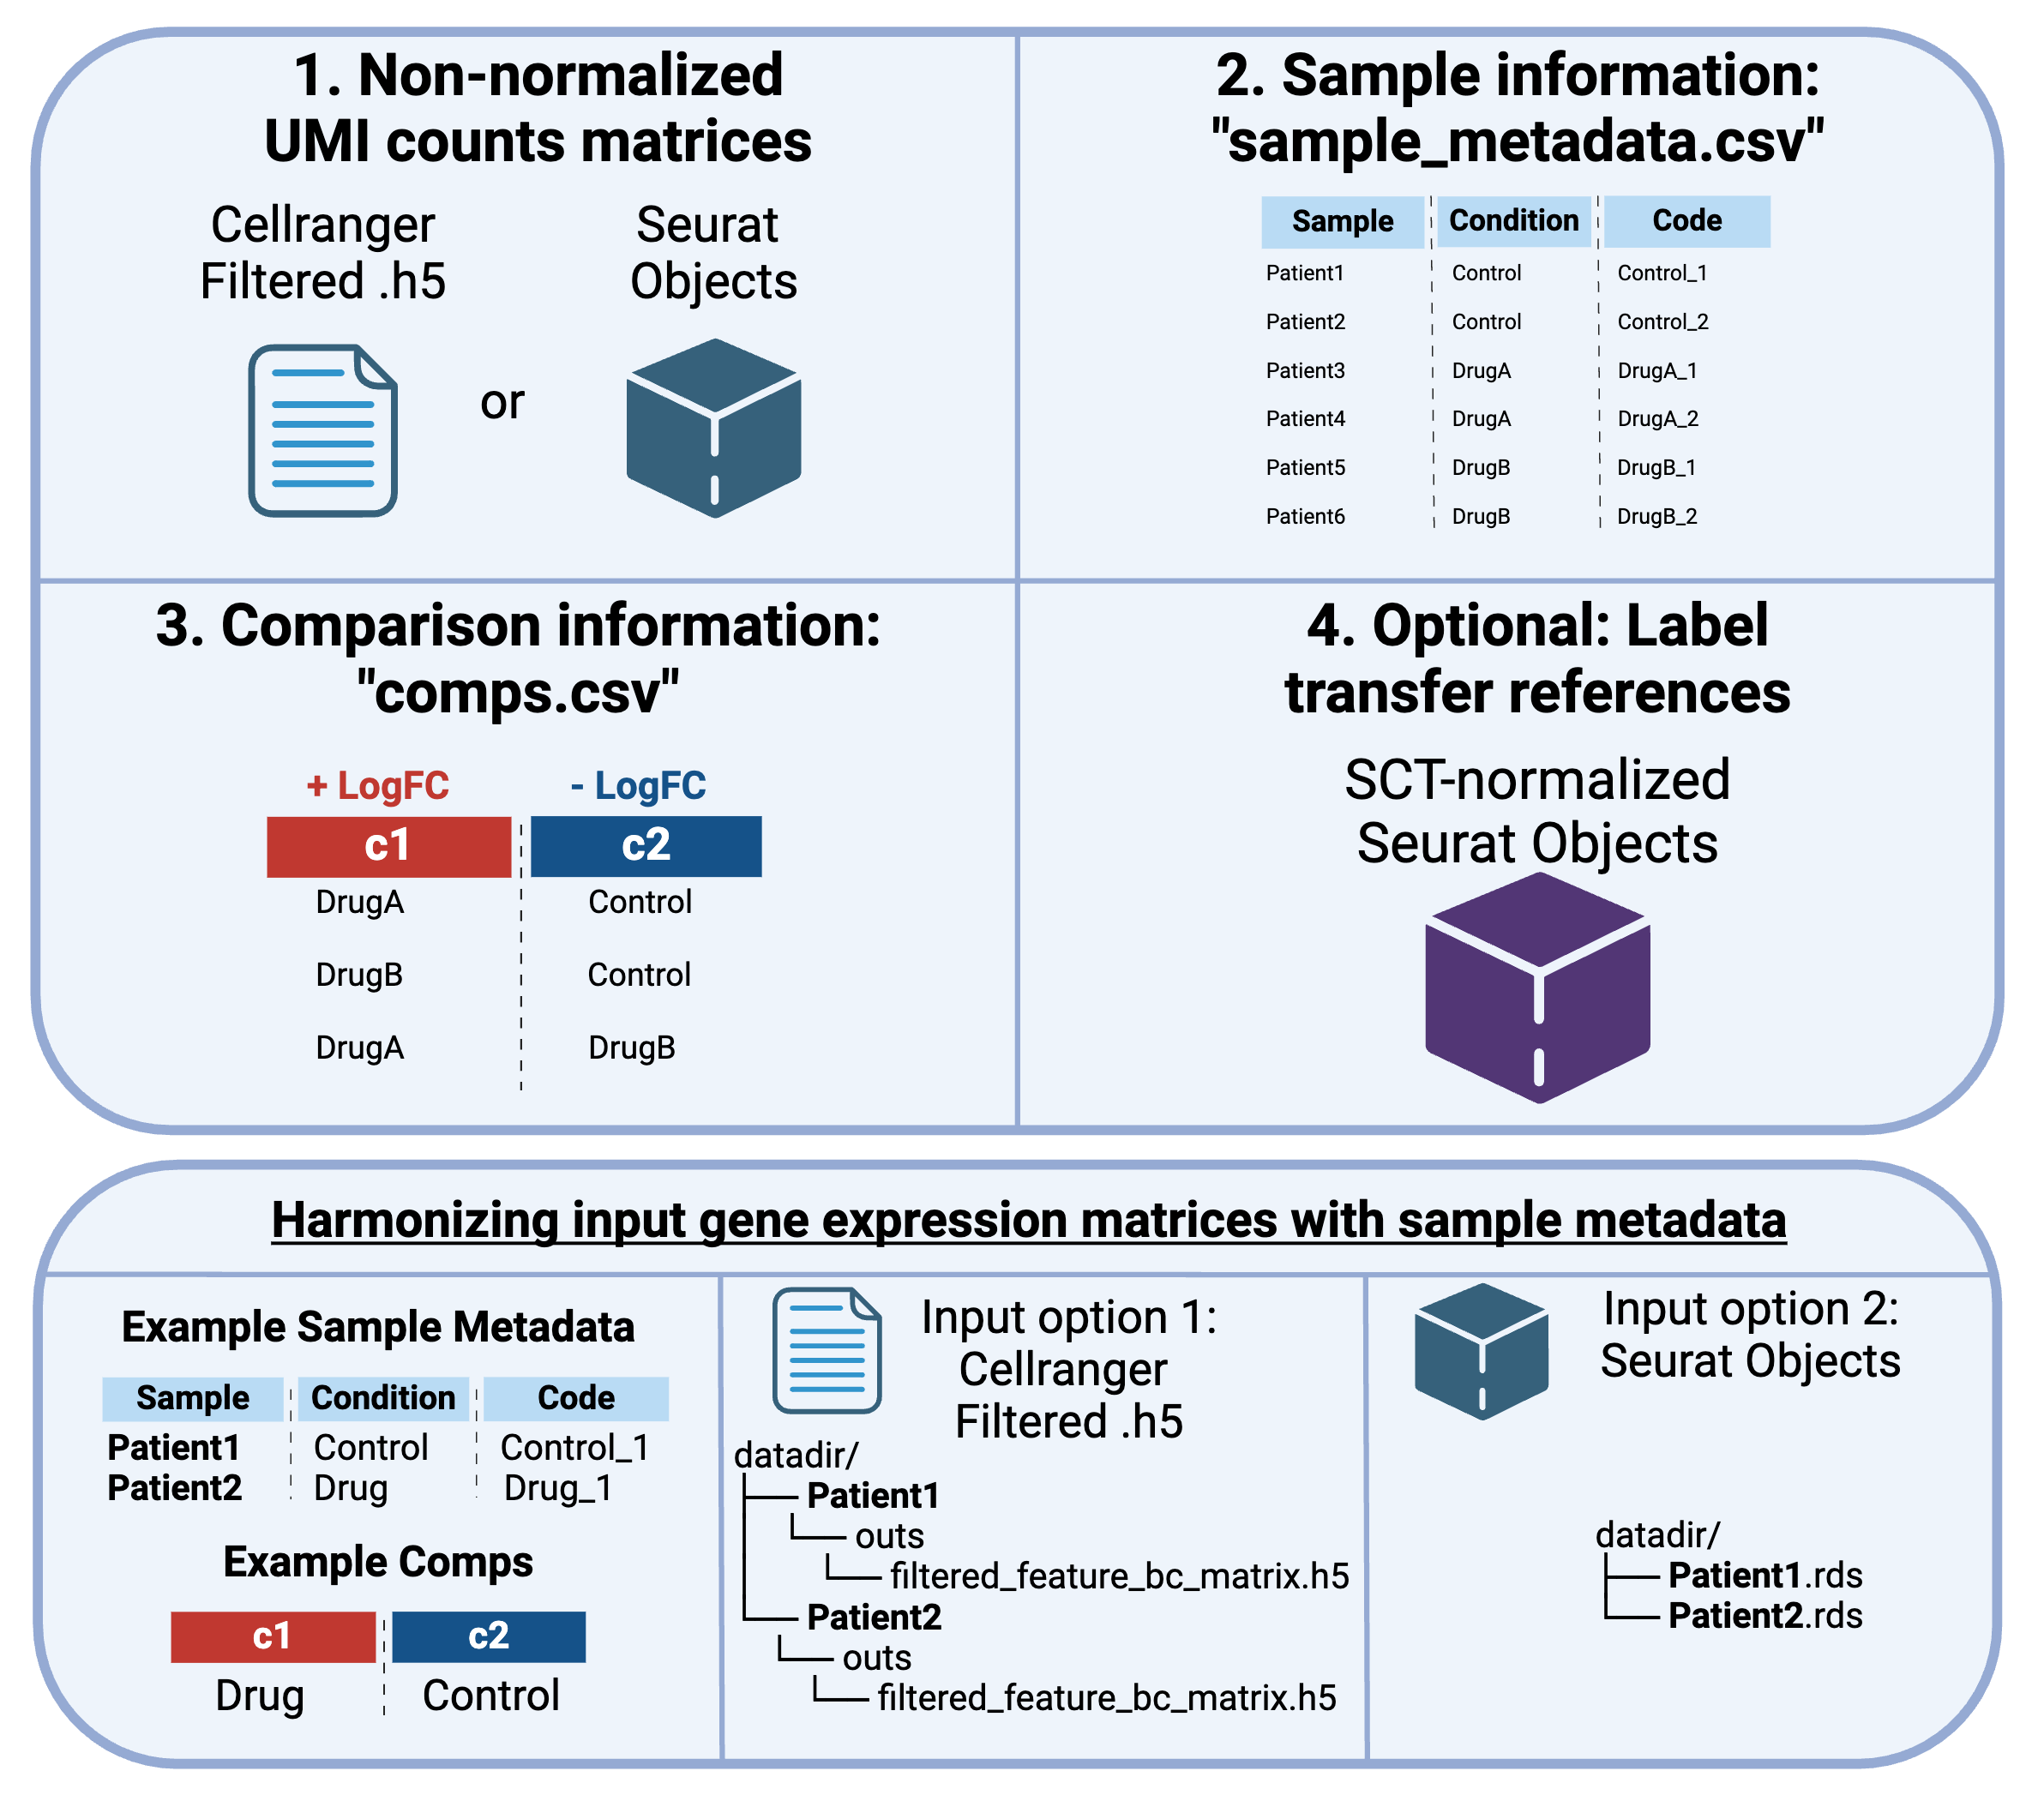 1. Non-normalized
UMI counts matrices
Cellranger
Filtered .h5
or
Seurat
Objects
2. Sample information:
"sample_metadata.csv"
Sample Condition Code
Patient1 Control Control_1
Patient2 Control Control_2
Patient3 DrugA DrugA_1
Patient4 DrugA DrugA_2
Patient5 DrugB DrugB_1
Patient6 DrugB DrugB_2
3. Comparison information:
"comps.csv"
+ LogFC - LogFC
c1 c2
DrugA Control
DrugB Control
DrugA DrugB
4. Optional: Label
transfer references
SCT-normalized
Seurat Objects
Harmonizing input gene expression matrices with sample metadata
Example Sample Metadata
Sample Condition Code
Patient1 Control Control_1
Patient2 Drug Drug_1
Example Comps
c1 c2
Drug Control
Input option 1:
Cellranger
Filtered .h5
datadir/
Patient1
outs
filtered_feature_bc_matrix.h5
Patient2
outs
filtered_feature_bc_matrix.h5
Input option 2:
Seurat Objects
datadir/
Patient1.rds
Patient2.rds